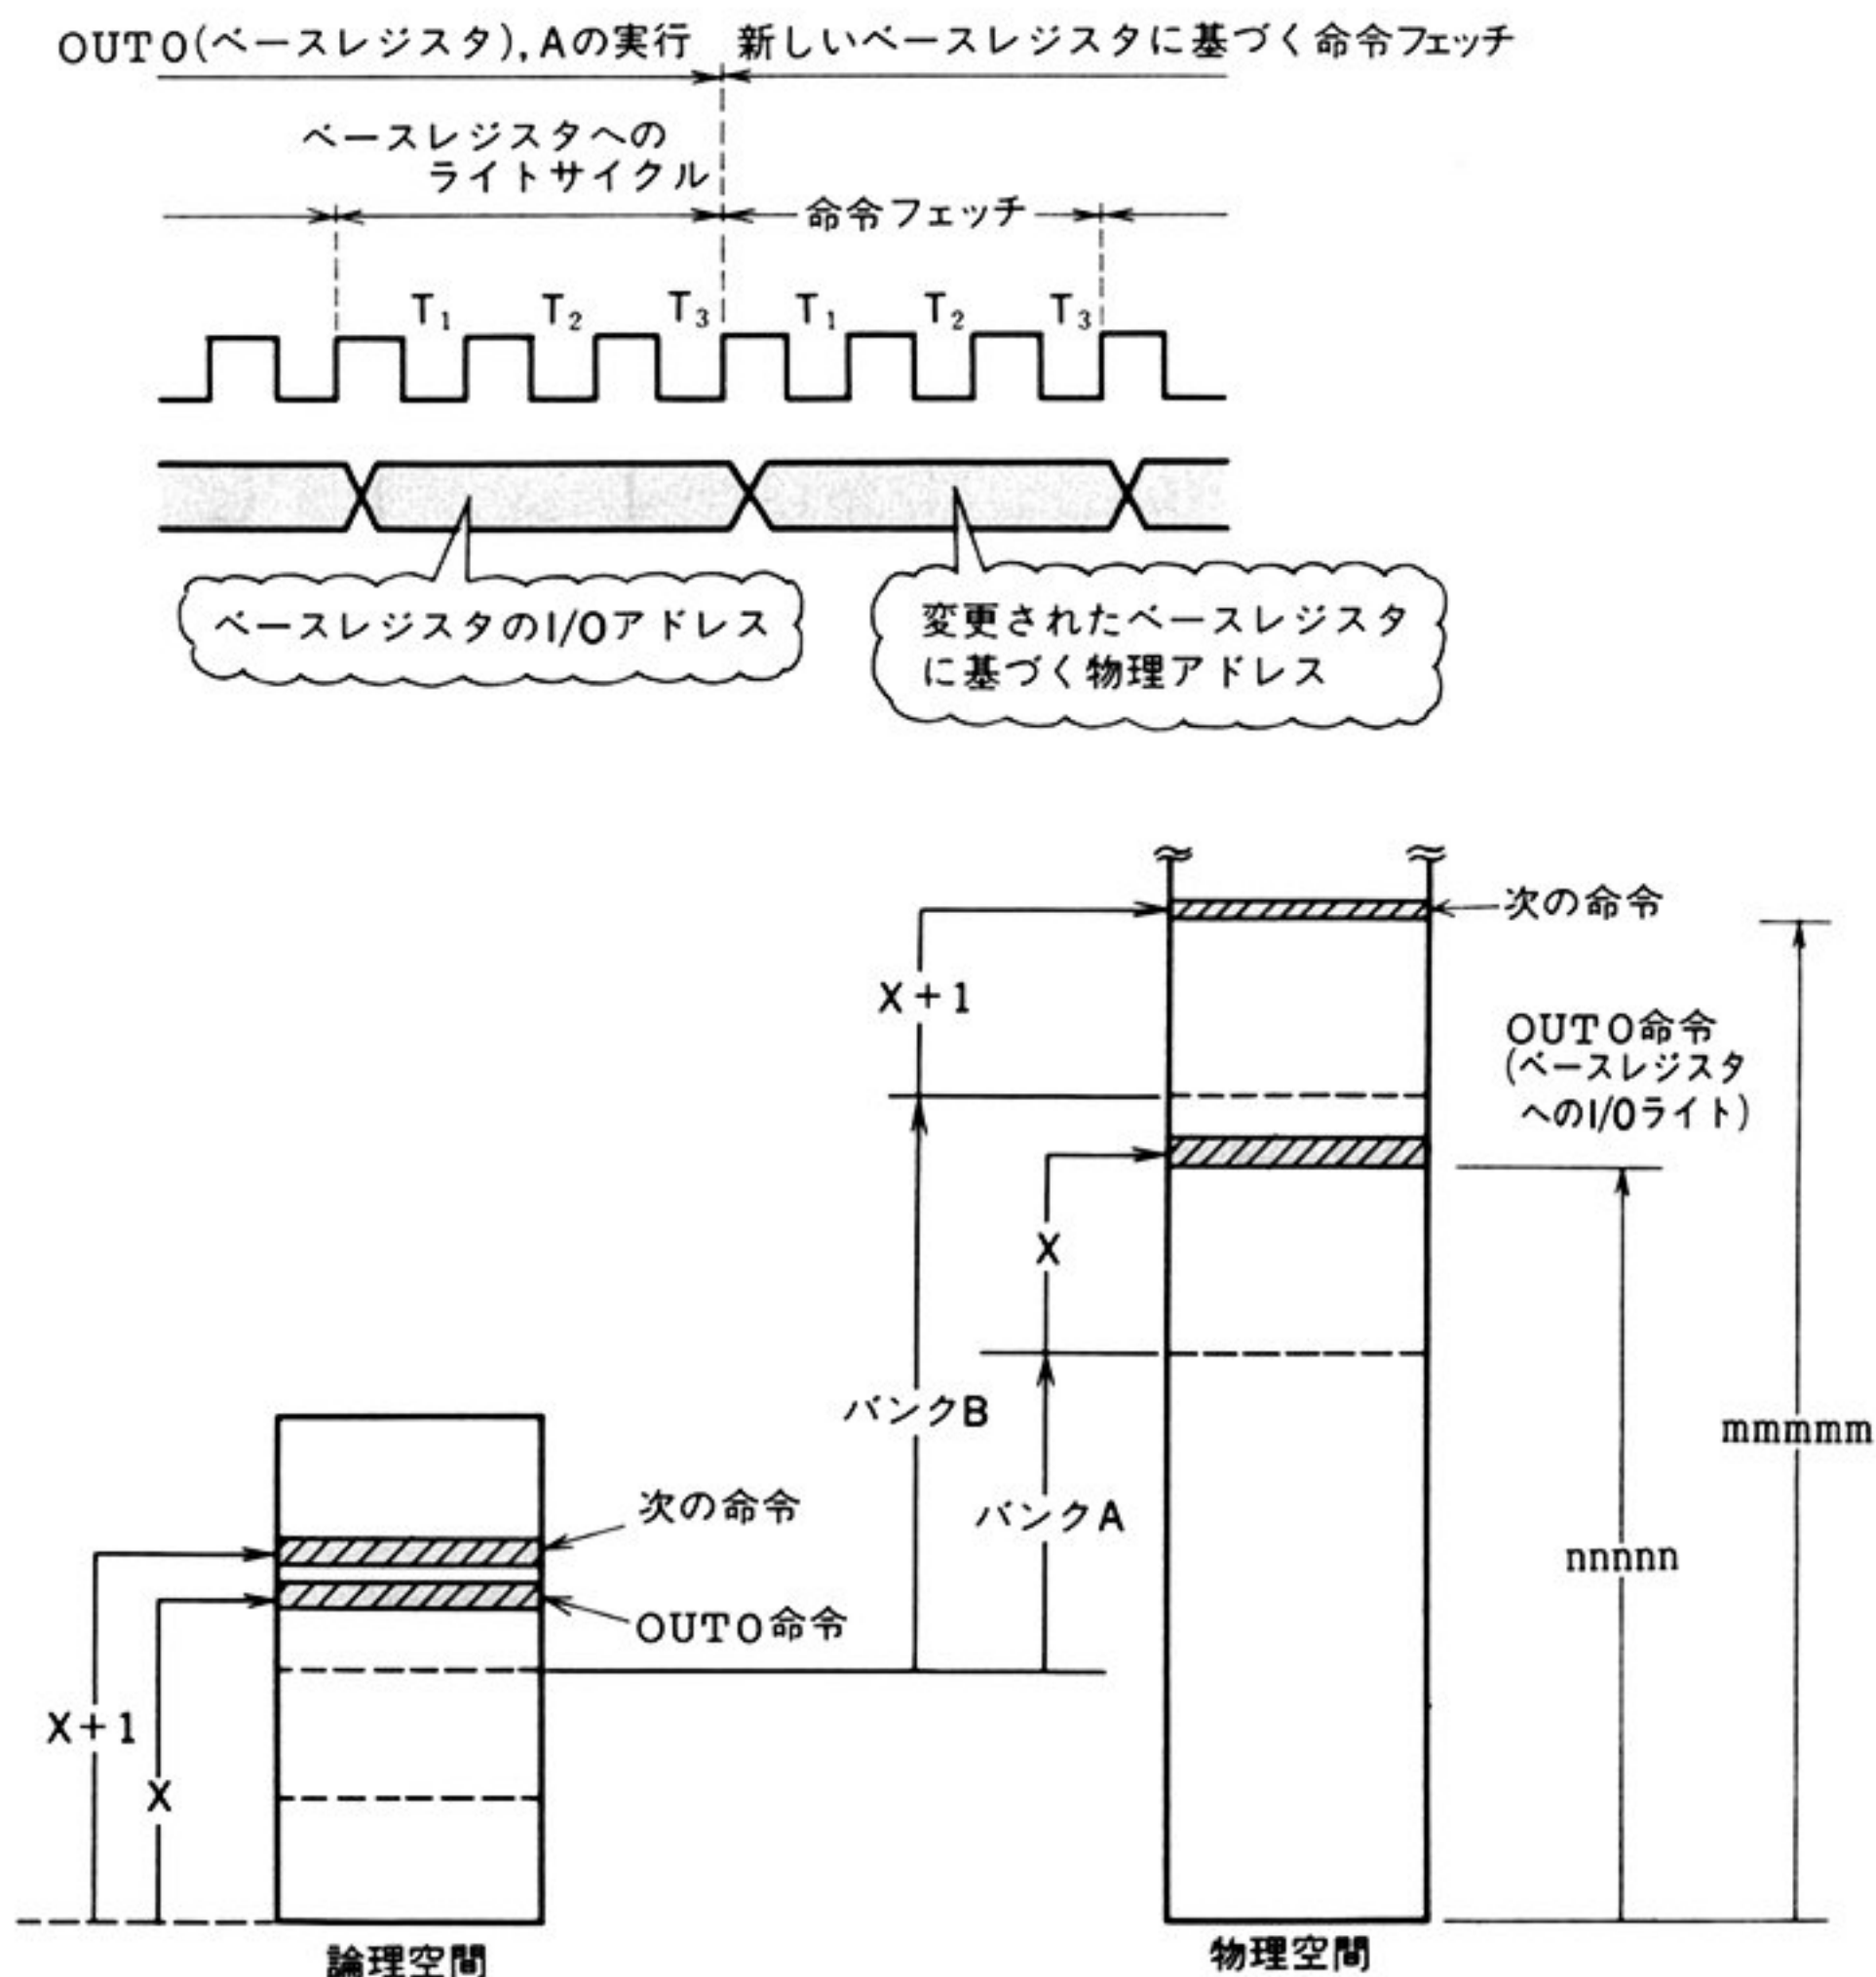 OUT0(ベースレジスタ),Aの実行
新しいベースレジスタに基づく命令フェッチ
ベースレジスタへの
ライトサイクル
命令フェッチ
T₁
T₂
T₃
T₁
T₂
T₃
ベースレジスタのI/Oアドレス
変更されたベースレジスタ
に基づく物理アドレス
次の命令
X+1
OUT0命令
(ベースレジスタ
へのI/Oライト)
X
バンクB
mmmmm
次の命令
バンクA
nnnnn
OUT0命令
X+1
X
論理空間
物理空間